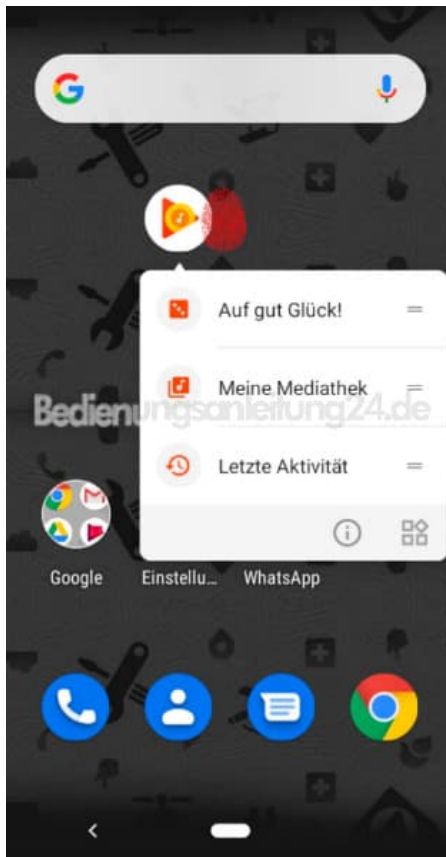 Auf gut Glück!
Meine Mediathek
Bedienungsanleitung24.de
Letzte Aktivität
Google
Einstellu...
WhatsApp